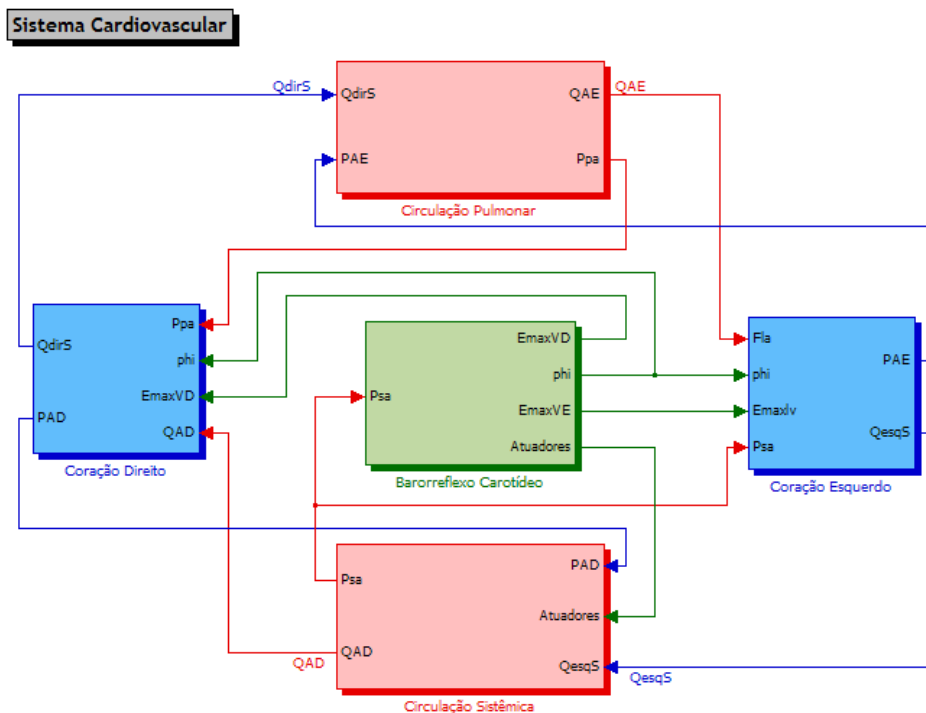 Sistema Cardiovascular
QdirS
QdirS
QAE
QAE
PAE
Ppa
Circulação Pulmonar
Ppa
QdirS
phi
EmaxVD
PAD
QAD
Coração Direito
EmaxVD
phi
Psa
EmaxVE
Atuadores
Barorreflexo Carotídeo
Fla
PAE
phi
Emaxlv
QesqS
Psa
Coração Esquerdo
PAD
Psa
Atuadores
QAD
QAD
QesqS
QesqS
Circulação Sistêmica